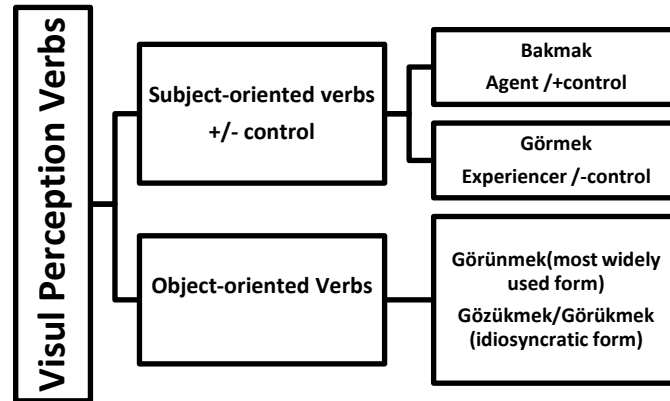 Visul Perception Verbs
Subject-oriented verbs
+/- control
Bakmak
Agent /+control
Görmek
Experiencer /-control
Object-oriented Verbs
Görünmek(most widely
used form)
Gözükmek/Görükmek
(idiosyncratic form)